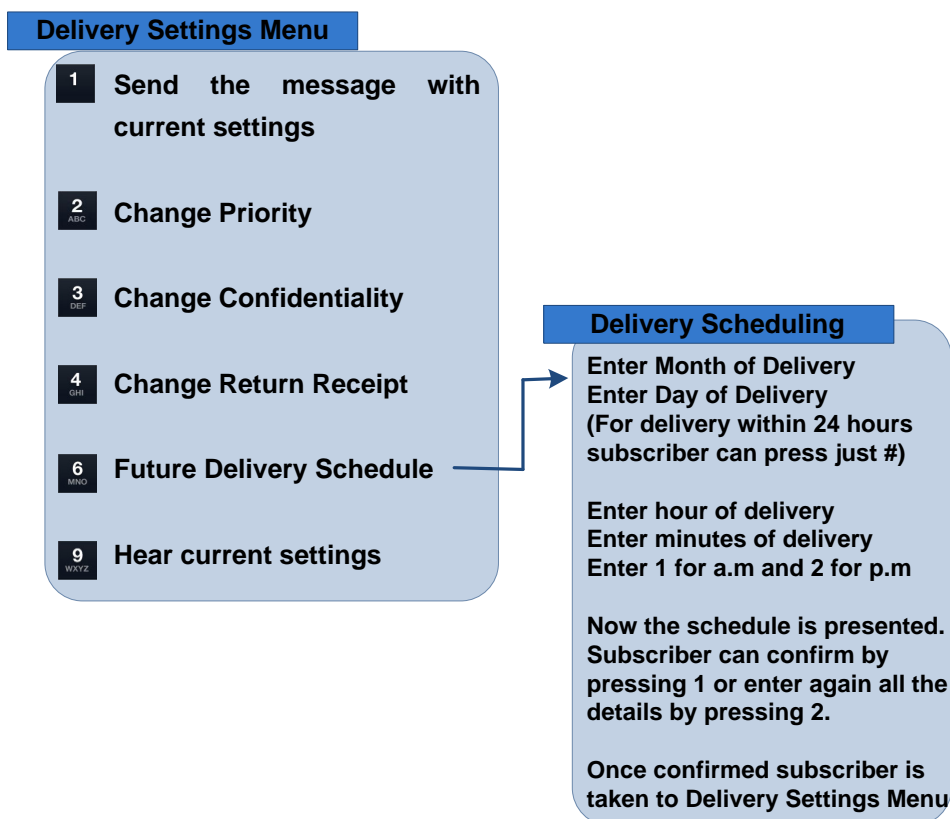 Delivery Settings Menu
1
Send the message with
current settings
2
ABC
Change Priority
3
DEF
Change Confidentiality
4
GHI
Change Return Receipt
6
MNO
Future Delivery Schedule
9
WXYZ
Hear current settings
Delivery Scheduling
Enter Month of Delivery
Enter Day of Delivery
(For delivery within 24 hours
subscriber can press just #)
Enter hour of delivery
Enter minutes of delivery
Enter 1 for a.m and 2 for p.m
Now the schedule is presented.
Subscriber can confirm by
pressing 1 or enter again all the
details by pressing 2.
Once confirmed subscriber is
taken to Delivery Settings Menu